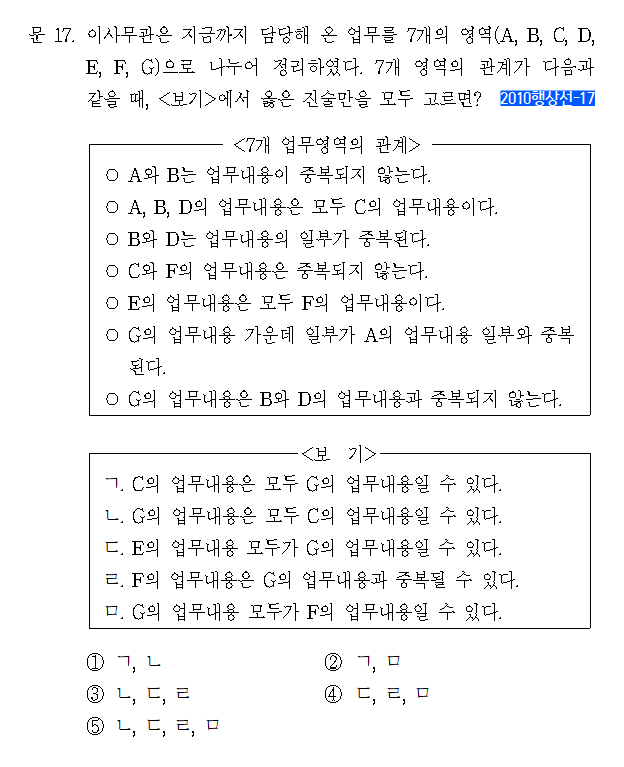 문 17. 이사무관은 지금까지 담당해 온 업무를 7개의 영역(A, B, C, D,
E, F, G)으로 나누어 정리하였다. 7개 영역의 관계가 다음과
같을 때, <보기>에서 옳은 진술만을 모두 고르면? 2010행상선-17
<7개 업무영역의 관계>
○ A와 B는 업무내용이 중복되지 않는다.
○ A, B, D의 업무내용은 모두 C의 업무내용이다.
○ B와 D는 업무내용의 일부가 중복된다.
○ C와 F의 업무내용은 중복되지 않는다.
○ E의 업무내용은 모두 F의 업무내용이다.
○ G의 업무내용 가운데 일부가 A의 업무내용 일부와 중복
된다.
○ G의 업무내용은 B와 D의 업무내용과 중복되지 않는다.
<보 기>
ㄱ. C의 업무내용은 모두 G의 업무내용일 수 있다.
ㄴ. G의 업무내용은 모두 C의 업무내용일 수 있다.
ㄷ. E의 업무내용 모두가 G의 업무내용일 수 있다.
ㄹ. F의 업무내용은 G의 업무내용과 중복될 수 있다.
ㅁ. G의 업무내용 모두가 F의 업무내용일 수 있다.
① ㄱ, ㄴ ② ㄱ, ㅁ
③ ㄴ, ㄷ, ㄹ ④ ㄷ, ㄹ, ㅁ
⑤ ㄴ, ㄷ, ㄹ, ㅁ